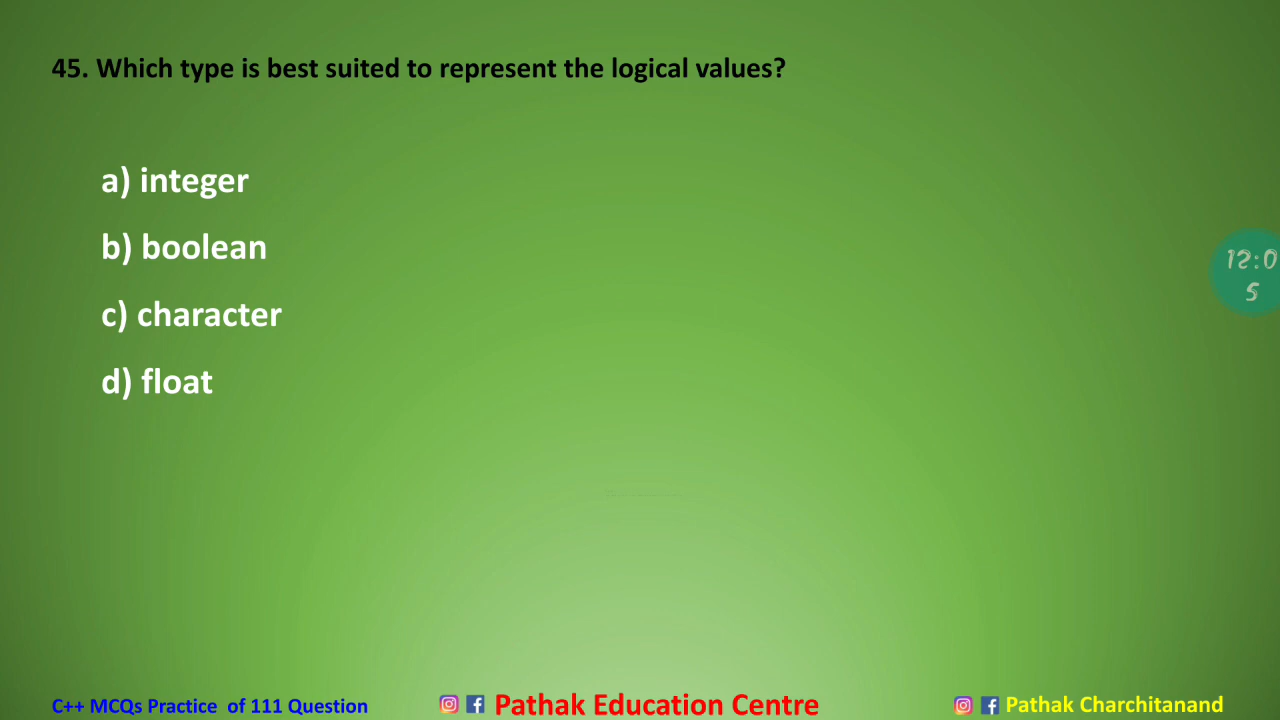 45. Which type is best suited to represent the logical values?
a) integer
b) boolean
c) character
d) float
12:0
5
C++ MCQs Practice of 111 Question
Pathak Education Centre
Pathak Charchitanand